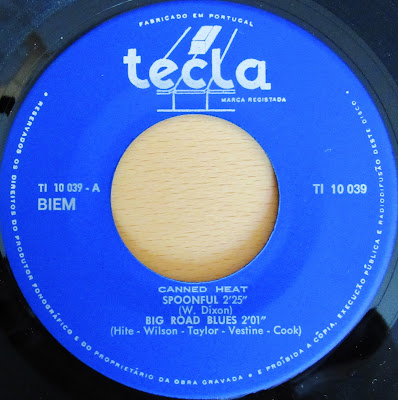 FABRICADO EM PORTUGAL
tecla
MARCA REGISTADA
TI 10 039 - A
BIEM
TI 10 039
CANNED HEAT
SPOONFUL 2'25"
(W. Dixon)
BIG ROAD BLUES 2'01"
(Hite - Wilson - Taylor - Vestine - Cook)
• RESERVADOS OS DIREITOS DO PRODUTOR FONOGRÁFICO E DO PROPRIETÁRIO DA OBRA GRAVADA • É PROÍBIDA A CÓPIA, EXECUÇÃO PÚBLICA E RADIODIFUSÃO DESTE DISCO •